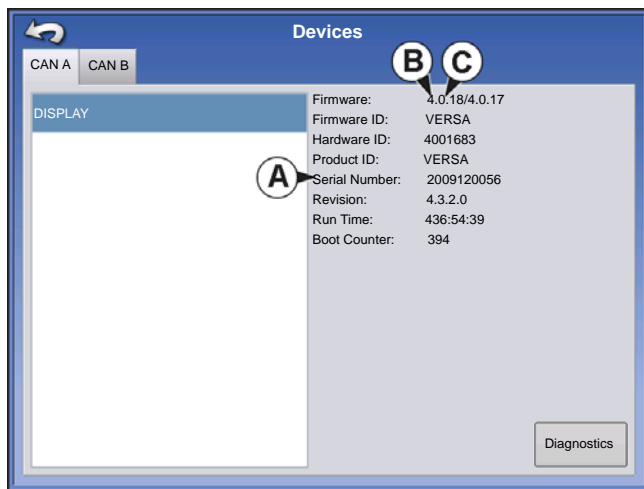 Devices
CAN A CAN B
B C
DISPLAY
Firmware: 4.0.18/4.0.17
Firmware ID: VERSA
Hardware ID: 4001683
Product ID: VERSA
A Serial Number: 2009120056
Revision: 4.3.2.0
Run Time: 436:54:39
Boot Counter: 394
Diagnostics